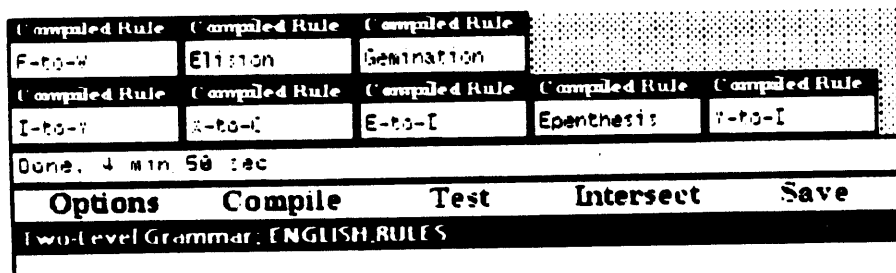 Compiled Rule Compiled Rule Compiled Rule
F-to-W Elision Gemination
Compiled Rule Compiled Rule Compiled Rule Compiled Rule Compiled Rule
I-to-Y E-to-I Epenthesis Y-to-I
Done, 4 min 50 sec
Options Compile Test Intersect Save
Two-Level Grammar: ENGLISH.RULES